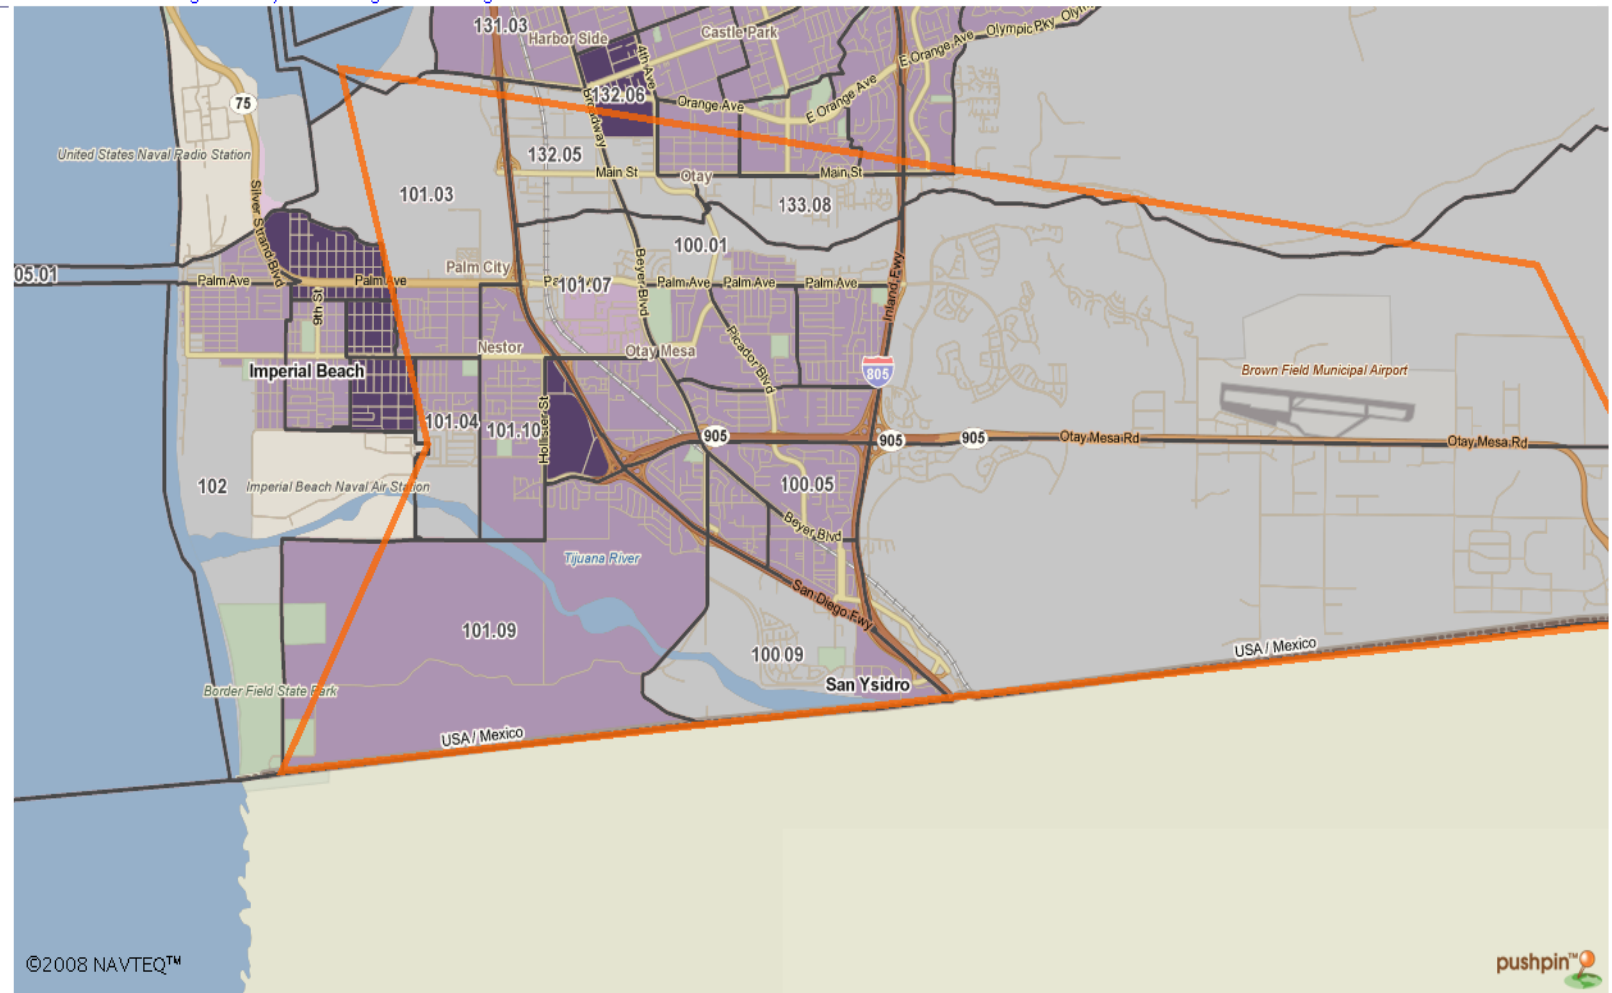 131.03
Harbor Side
Castle Park
E Orange Ave
Olympic Pky
4th Ave
75
132.06
Orange Ave
E Orange Ave
Broadway
United States Naval Radio Station
132.05
Main St
Otay
Main St
101.03
133.08
Silver Strand Blvd
100.01
05.01
Palm City
Palm Ave
Palm Ave
101.07
Palm Ave
Palm Ave
Palm Ave
Beyer Blvd
Inland Fwy
9th St
Nestor
Otay Mesa
Picador Blvd
Imperial Beach
805
Brown Field Municipal Airport
101.04
101.10
Hollister St
905
905
905
Otay Mesa Rd
Otay Mesa Rd
102
Imperial Beach Naval Air Station
100.05
Beyer Blvd
Tijuana River
San Diego Fwy
101.09
100.09
USA / Mexico
San Ysidro
Border Field State Park
USA / Mexico
©2008 NAVTEQ™
pushpin™